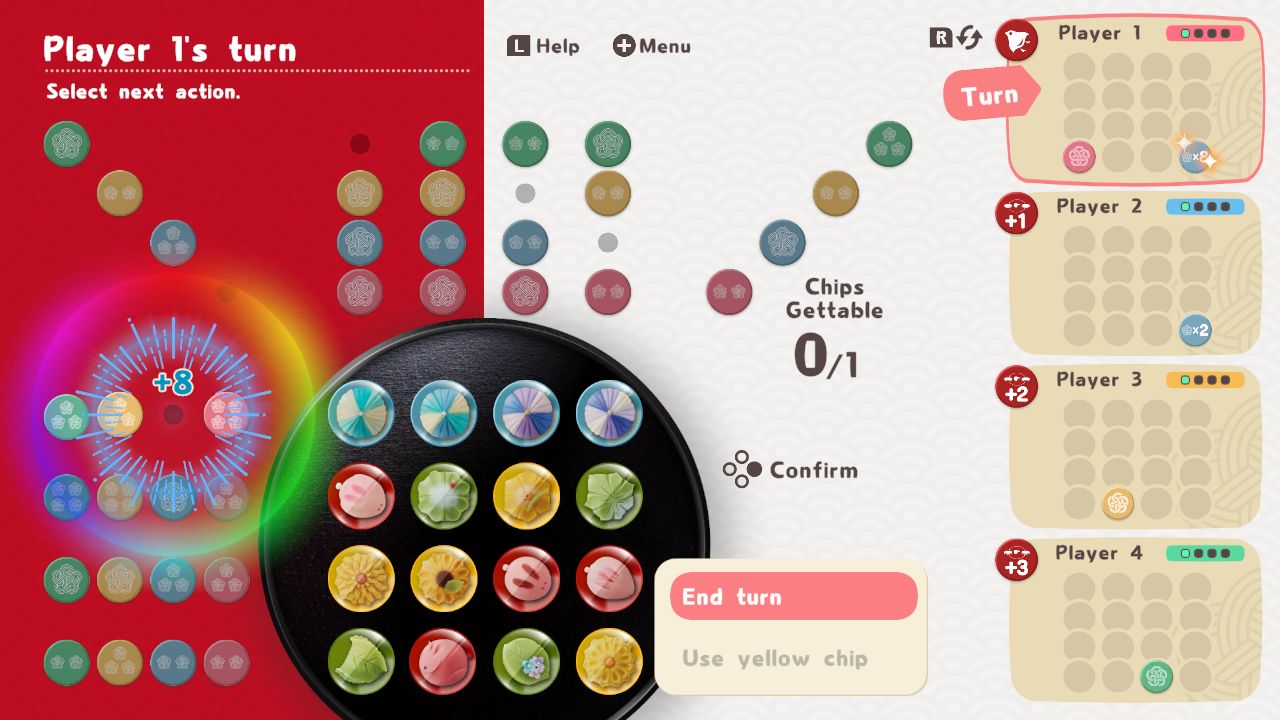 Player 1's turn
Select next action.
L Help
+ Menu
R
Player 1
Turn
Player 2
+1
×2
Player 3
+2
Player 4
+3
Chips
Gettable
0/1
+8
Confirm
End turn
Use yellow chip